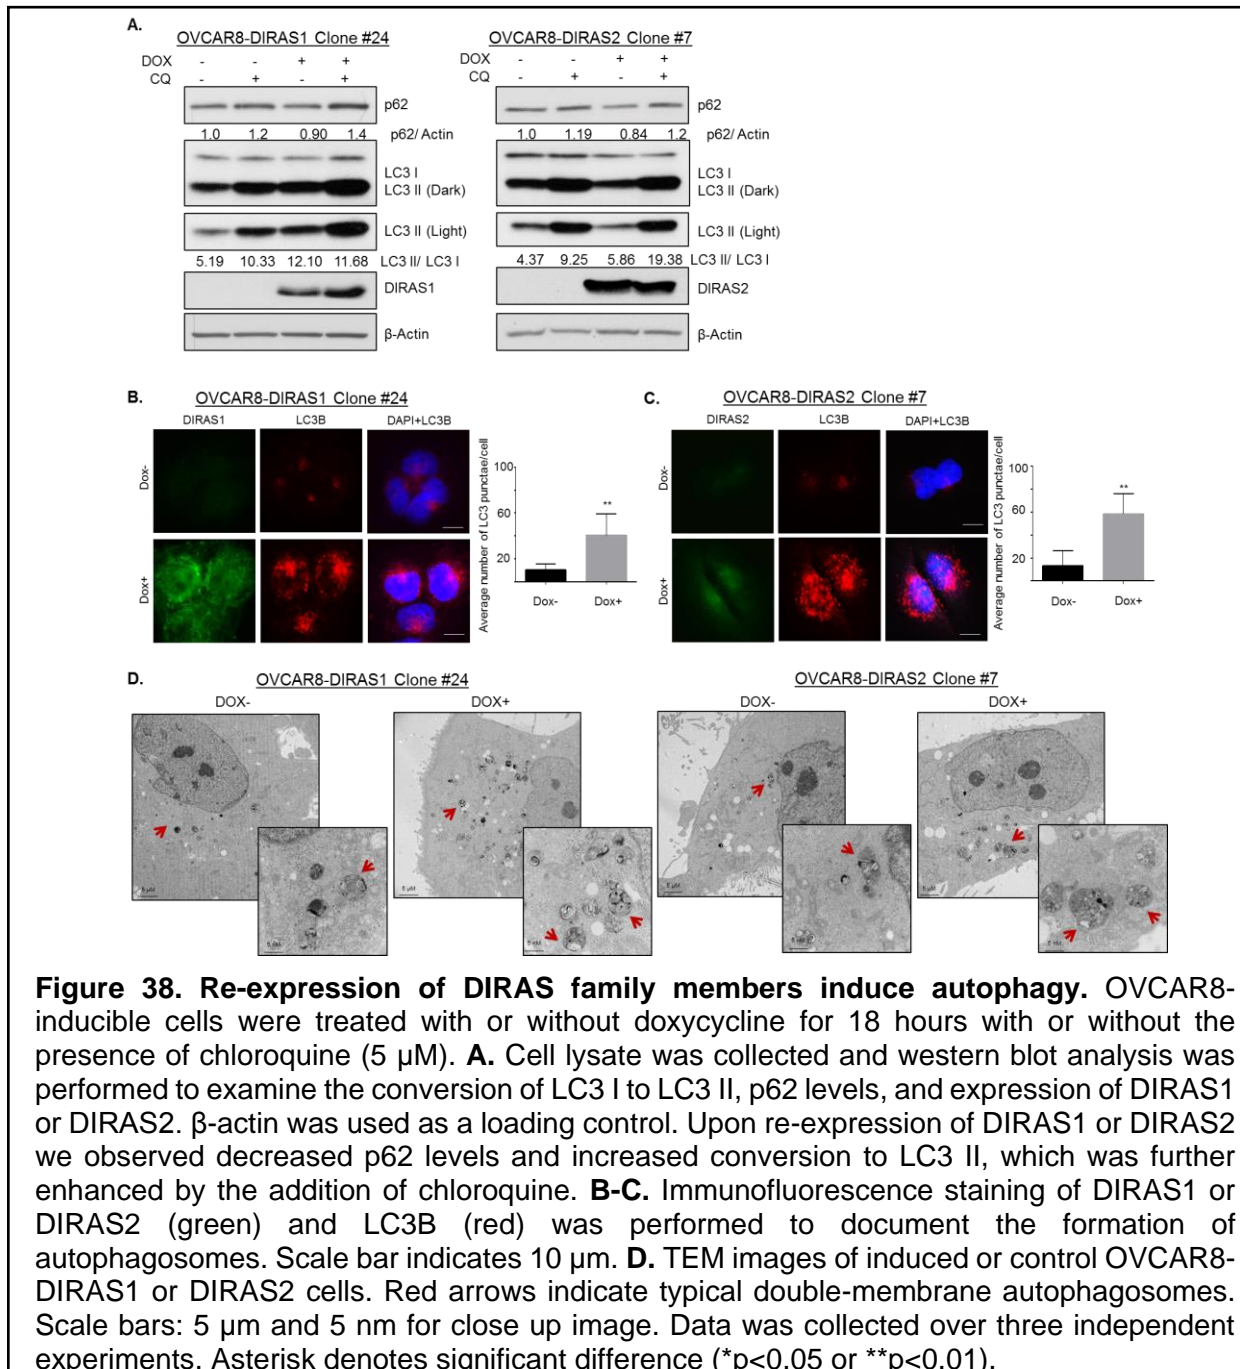 A.
OVCAR8-DIRAS1 Clone #24
DOX - - + +
CQ - + - +
p62
1.0 1.2 0.90 1.4 p62/ Actin
LC3 I
LC3 II (Dark)
LC3 II (Light)
5.19 10.33 12.10 11.68 LC3 II/ LC3 I
DIRAS1
β-Actin
OVCAR8-DIRAS2 Clone #7
DOX - - + +
CQ - + - +
p62
1.0 1.19 0.84 1.2 p62/ Actin
LC3 I
LC3 II (Dark)
LC3 II (Light)
4.37 9.25 5.86 19.38 LC3 II/ LC3 I
DIRAS2
β-Actin
B.
OVCAR8-DIRAS1 Clone #24
DIRAS1 LC3B DAPI+LC3B
Dox-
Dox+
Average number of LC3 punctae/cell
100
60
20
**
Dox- Dox+
C.
OVCAR8-DIRAS2 Clone #7
DIRAS2 LC3B DAPI+LC3B
Dox-
Dox+
Average number of LC3 punctae/cell
100
60
20
**
Dox- Dox+
D.
OVCAR8-DIRAS1 Clone #24
DOX- DOX+
5 µM
5 µM
5 nM
OVCAR8-DIRAS2 Clone #7
DOX- DOX+
5 µM
5 µM
5 nM
Figure 38. Re-expression of DIRAS family members induce autophagy. OVCAR8-
inducible cells were treated with or without doxycycline for 18 hours with or without the
presence of chloroquine (5 µM). A. Cell lysate was collected and western blot analysis was
performed to examine the conversion of LC3 I to LC3 II, p62 levels, and expression of DIRAS1
or DIRAS2. β-actin was used as a loading control. Upon re-expression of DIRAS1 or DIRAS2
we observed decreased p62 levels and increased conversion to LC3 II, which was further
enhanced by the addition of chloroquine. B-C. Immunofluorescence staining of DIRAS1 or
DIRAS2 (green) and LC3B (red) was performed to document the formation of
autophagosomes. Scale bar indicates 10 µm. D. TEM images of induced or control OVCAR8-
DIRAS1 or DIRAS2 cells. Red arrows indicate typical double-membrane autophagosomes.
Scale bars: 5 µm and 5 nm for close up image. Data was collected over three independent
experiments. Asterisk denotes significant difference (*p<0.05 or **p<0.01).